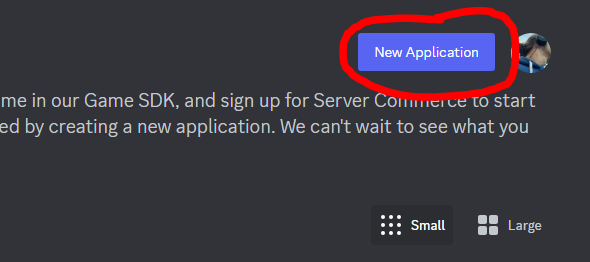 New Application
me in our Game SDK, and sign up for Server Commerce to start
ed by creating a new application. We can't wait to see what you
Small
Large